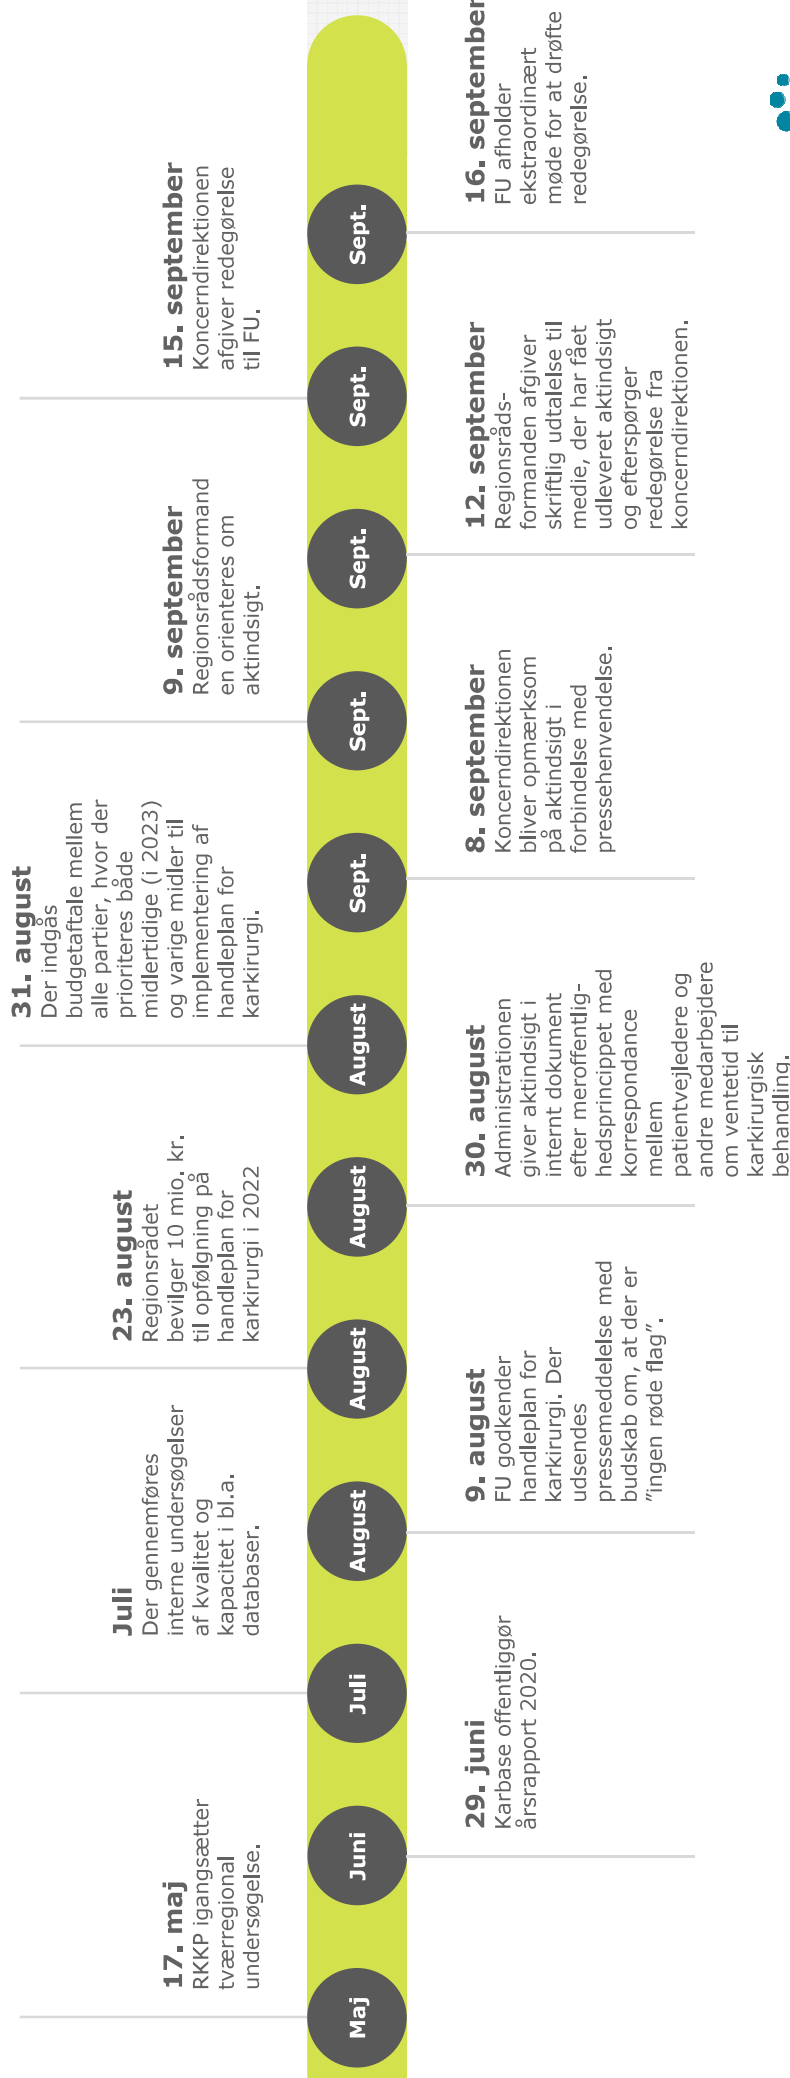 17. maj
RKKP igangsætter
tværregional
undersøgelse.
Maj
29. juni
Karbase offentliggør
årsrapport 2020.
Juni
Juli
Der gennemføres
interne undersøgelser
af kvalitet og
kapacitet i bl.a.
databaser.
Juli
9. august
FU godkender
handleplan for
karkirurgi. Der
udsendes
pressemeddelelse med
budskab om, at der er
”ingen røde flag”.
August
23. august
Regionsrådet
bevilger 10 mio. kr.
til opfølgning på
handleplan for
karkirurgi i 2022
August
30. august
Administrationen
giver aktindsigt i
internt dokument
efter meroffentlig-
hedsprincippet med
korrespondance
mellem
patientvejledere og
andre medarbejdere
om ventetid til
karkirurgisk
behandling.
August
31. august
Der indgås
budgetaftale mellem
alle partier, hvor der
prioriteres både
midlertidige (i 2023)
og varige midler til
implementering af
handleplan for
karkirurgi.
August
8. september
Koncerndirektionen
bliver opmærksom
på aktindsigt i
forbindelse med
pressehenvendelse.
Sept.
9. september
Regionsrådsformand
en orienteres om
aktindsigt.
Sept.
12. september
Regionsråds-
formanden afgiver
skriftlig udtalelse til
medie, der har fået
udleveret aktindsigt
og efterspørger
redegørelse fra
koncerndirektionen.
Sept.
15. september
Koncerndirektionen
afgiver redegørelse
til FU.
Sept.
16. september
FU afholder
ekstraordinært
møde for at drøfte
redegørelse.
Sept.